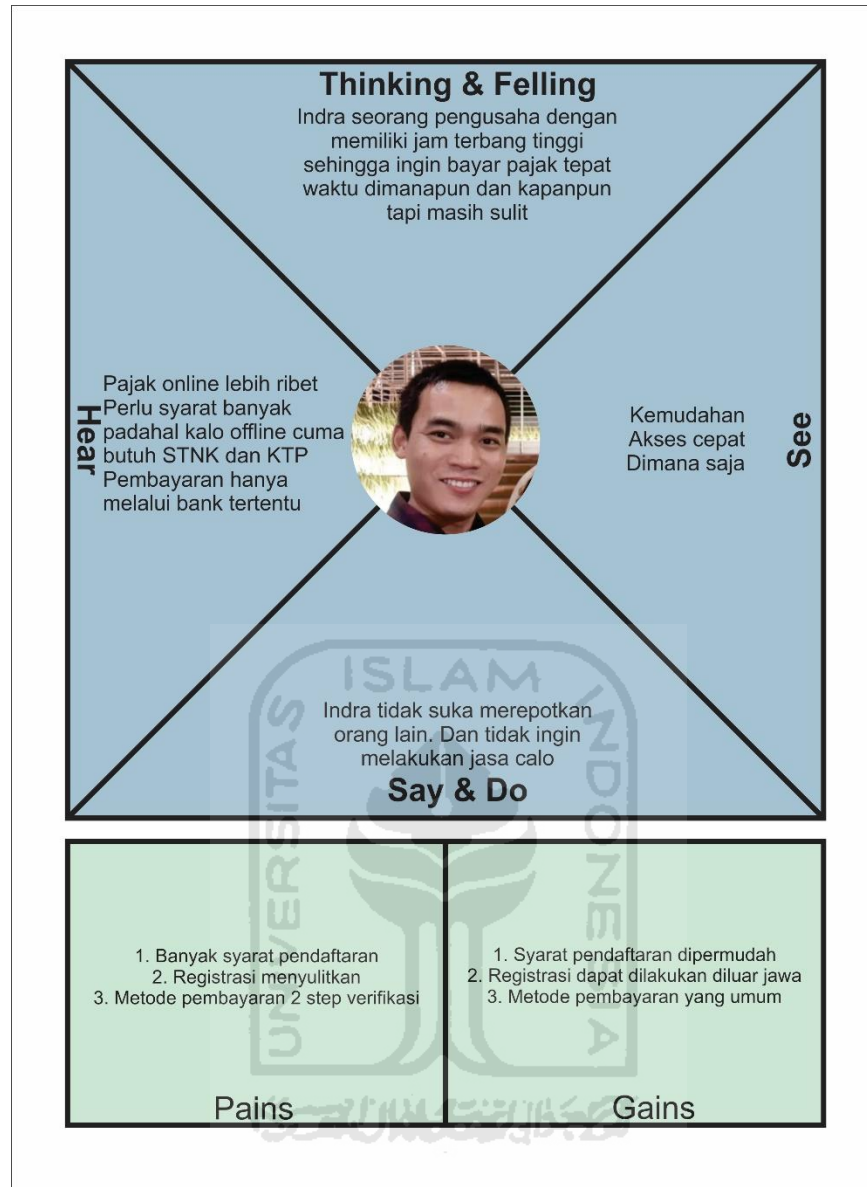 Thinking & Felling
Indra seorang pengusaha dengan
memiliki jam terbang tinggi
sehingga ingin bayar pajak tepat
waktu dimanapun dan kapanpun
tapi masih sulit
Hear
Pajak online lebih ribet
Perlu syarat banyak
padahal kalo offline cuma
butuh STNK dan KTP
Pembayaran hanya
melalui bank tertentu
Kemudahan
Akses cepat
Dimana saja
See
Indra tidak suka merepotkan
orang lain. Dan tidak ingin
melakukan jasa calo
Say & Do
UNIVERSITAS ISLAM INDONESIA
1. Banyak syarat pendaftaran
2. Registrasi menyulitkan
3. Metode pembayaran 2 step verifikasi
Pains
1. Syarat pendaftaran dipermudah
2. Registrasi dapat dilakukan diluar jawa
3. Metode pembayaran yang umum
Gains